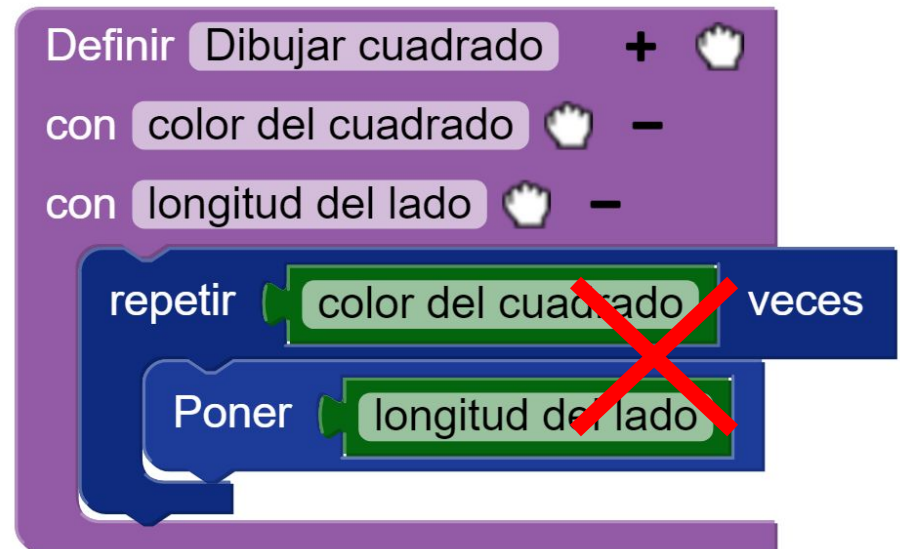 Definir Dibujar cuadrado +
con color del cuadrado −
con longitud del lado −
repetir color del cuadrado veces
Poner longitud del lado